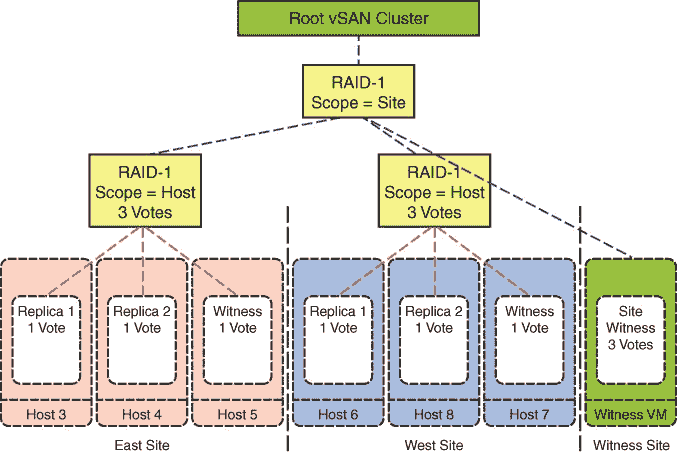 Root vSAN Cluster
RAID-1
Scope = Site
RAID-1
Scope = Host
3 Votes
RAID-1
Scope = Host
3 Votes
Replica 1
1 Vote
Replica 2
1 Vote
Witness
1 Vote
Replica 1
1 Vote
Replica 2
1 Vote
Witness
1 Vote
Site
Witness
3 Votes
Host 3
Host 4
Host 5
Host 6
Host 8
Host 7
Witness VM
East Site
West Site
Witness Site